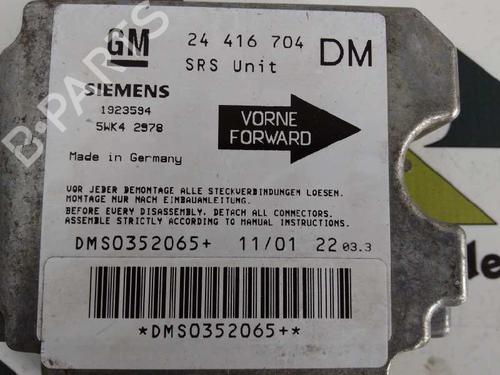 GM 24 416 704 DM
SRS Unit
SIEMENS
1923594
5WK4 2978
VORNE
FORWARD
Made in Germany
VOR JEDER DEMONTAGE ALLE STECKVERBINDUNGEN LOESEN.
MONTAGE NUR NACH EINBAUANLEITUNG.
BEFORE EVERY DISASSEMBLY, DETACH ALL CONNECTORS.
ASSEMBLE STRICTLY ACCORDING TO MANUAL INSTRUCTIONS.
DMS0352065+ 11/01 22 03.3
*DMS0352065+*
B-PARTS